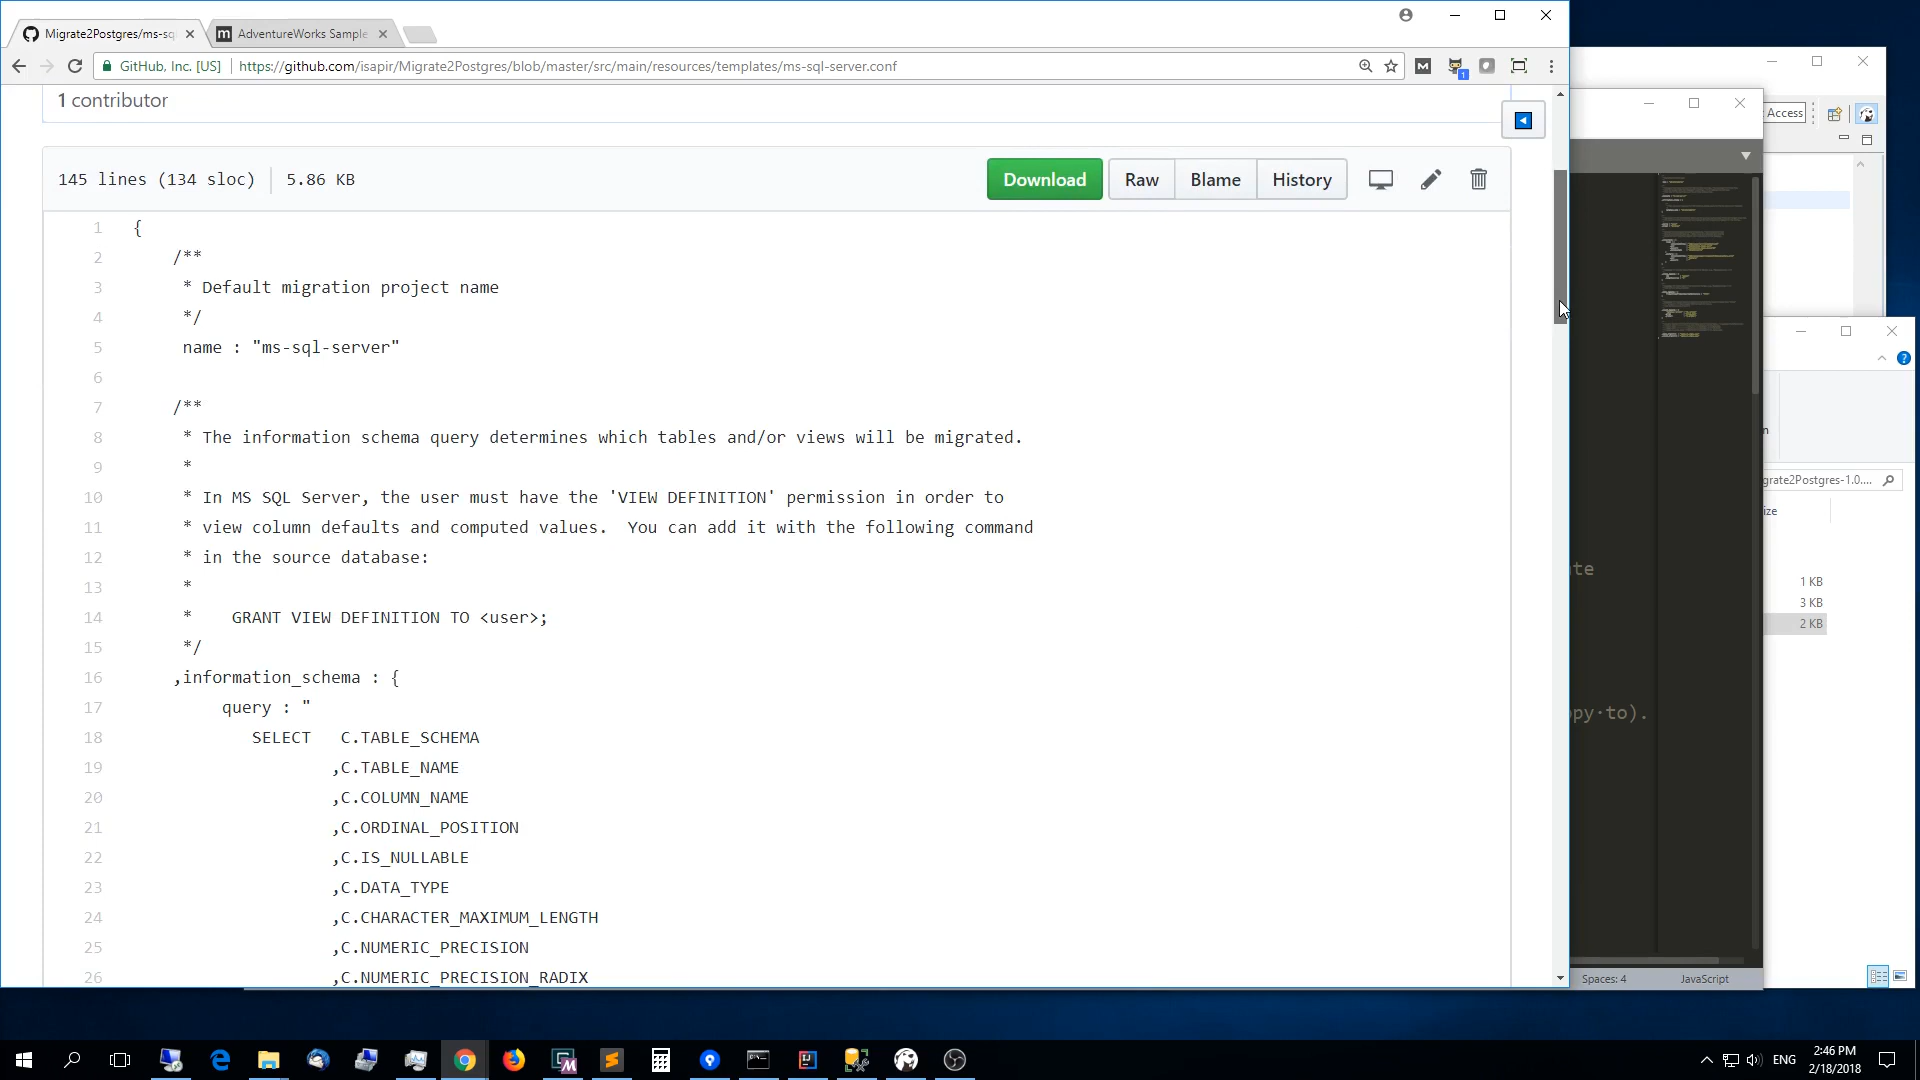 Migrate2Postgres/ms-sq
AdventureWorks Sample
GitHub, Inc. [US]
https://github.com/isapir/Migrate2Postgres/blob/master/src/main/resources/templates/ms-sql-server.conf
1
1 contributor
145 lines (134 sloc)
5.86 KB
Download
Raw
Blame
History
1 {
2 /**
3 * Default migration project name
4 */
5 name : "ms-sql-server"
6
7 /**
8 * The information schema query determines which tables and/or views will be migrated.
9 *
10 * In MS SQL Server, the user must have the 'VIEW DEFINITION' permission in order to
11 * view column defaults and computed values.  You can add it with the following command
12 * in the source database:
13 *
14 * GRANT VIEW DEFINITION TO <user>;
15 */
16 ,information_schema : {
17 query : "
18 SELECT C.TABLE_SCHEMA
19 ,C.TABLE_NAME
20 ,C.COLUMN_NAME
21 ,C.ORDINAL_POSITION
22 ,C.IS_NULLABLE
23 ,C.DATA_TYPE
24 ,C.CHARACTER_MAXIMUM_LENGTH
25 ,C.NUMERIC_PRECISION
26 ,C.NUMERIC_PRECISION_RADIX
Access
grate2Postgres-1.0....
ize
1 KB
3 KB
2 KB
opy·to).
Spaces: 4
JavaScript
ENG
2:46 PM
2/18/2018